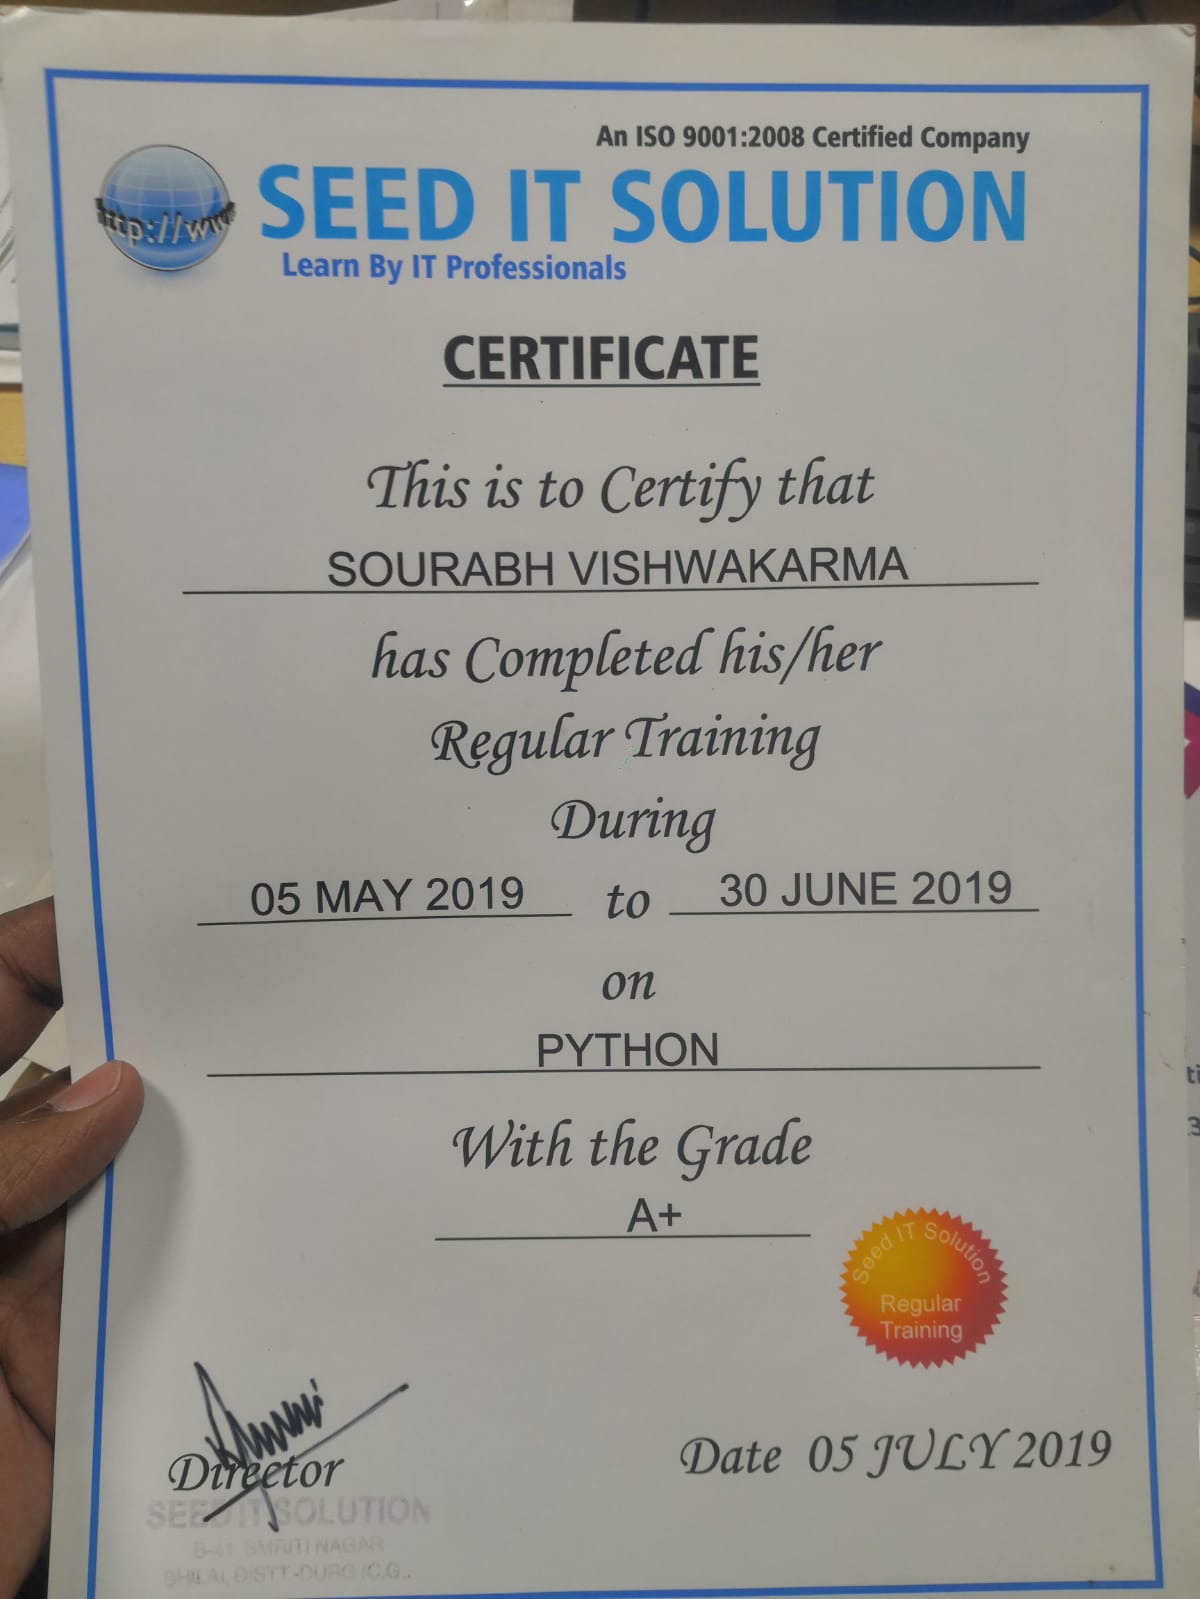 An ISO 9001:2008 Certified Company
http://www
SEED IT SOLUTION
Learn By IT Professionals
CERTIFICATE
This is to Certify that
SOURABH VISHWAKARMA
has Completed his/her
Regular Training
During
05 MAY 2019 to 30 JUNE 2019
on
PYTHON
With the Grade
A+
Seed IT Solution
Regular
Training
Director
Date 05 JULY 2019
SEED IT SOLUTION
B-41 SMRITI NAGAR
BHILAI, DISTT.-DURG (C.G.